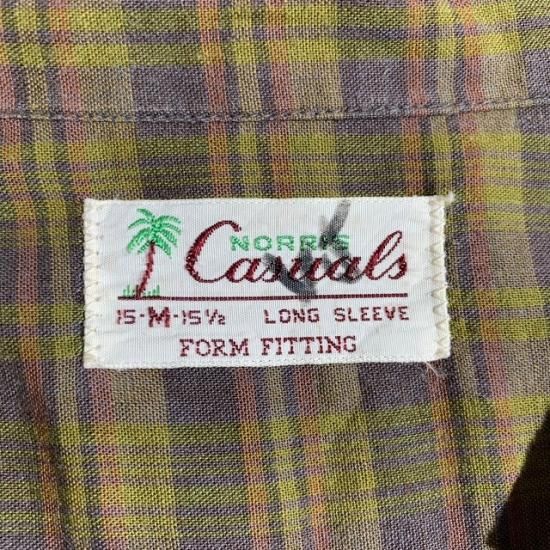 NORRIS
Casuals
15-M-15½ LONG SLEEVE
FORM FITTING